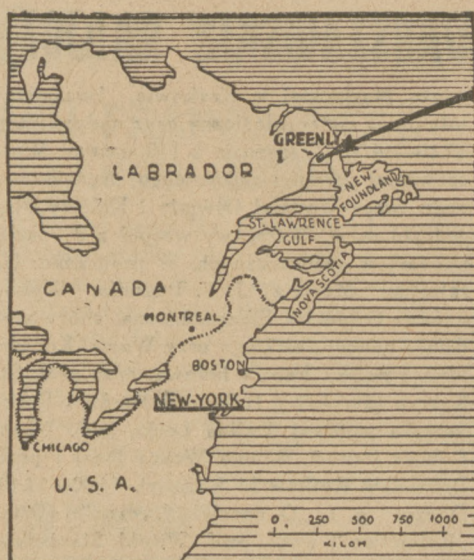 GREENLY
I
LABRADOR
NEW-
FOUNDLAND
ST. LAWRENCE
GULF
NOVA SCOTIA
CANADA
MONTREAL
BOSTON
NEW-YORK
CHICAGO
U. S. A.
0. 250 500 750 1000
KILOM